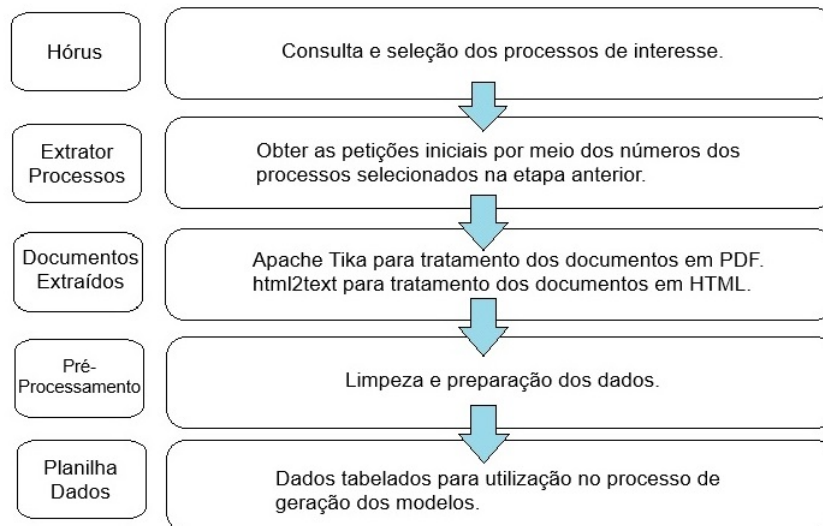 Hórus
Consulta e seleção dos processos de interesse.
Extrator
Processos
Obter as petições iniciais por meio dos números dos
processos selecionados na etapa anterior.
Documentos
Extraídos
Apache Tika para tratamento dos documentos em PDF.
html2text para tratamento dos documentos em HTML.
Pré-
Processamento
Limpeza e preparação dos dados.
Planilha
Dados
Dados tabelados para utilização no processo de
geração dos modelos.